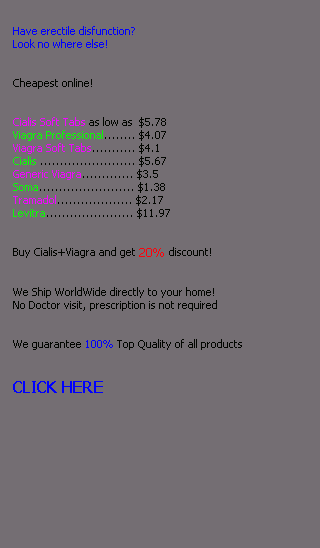 Have erectile disfunction?
Look no where else!
Cheapest online!
Cialis Soft Tabs as low as $5.78
Viagra Professional........ $4.07
Viagra Soft Tabs........... $4.1
Cialis......................... $5.67
Generic Viagra............. $3.5
Soma........................ $1.38
................... $2.17
Levitra...................... $11.97
Buy Cialis+Viagra and get 20% discount!
We Ship WorldWide directly to your home!
No Doctor visit, prescription is not required
We guarantee 100% Top Quality of all products
CLICK HERE